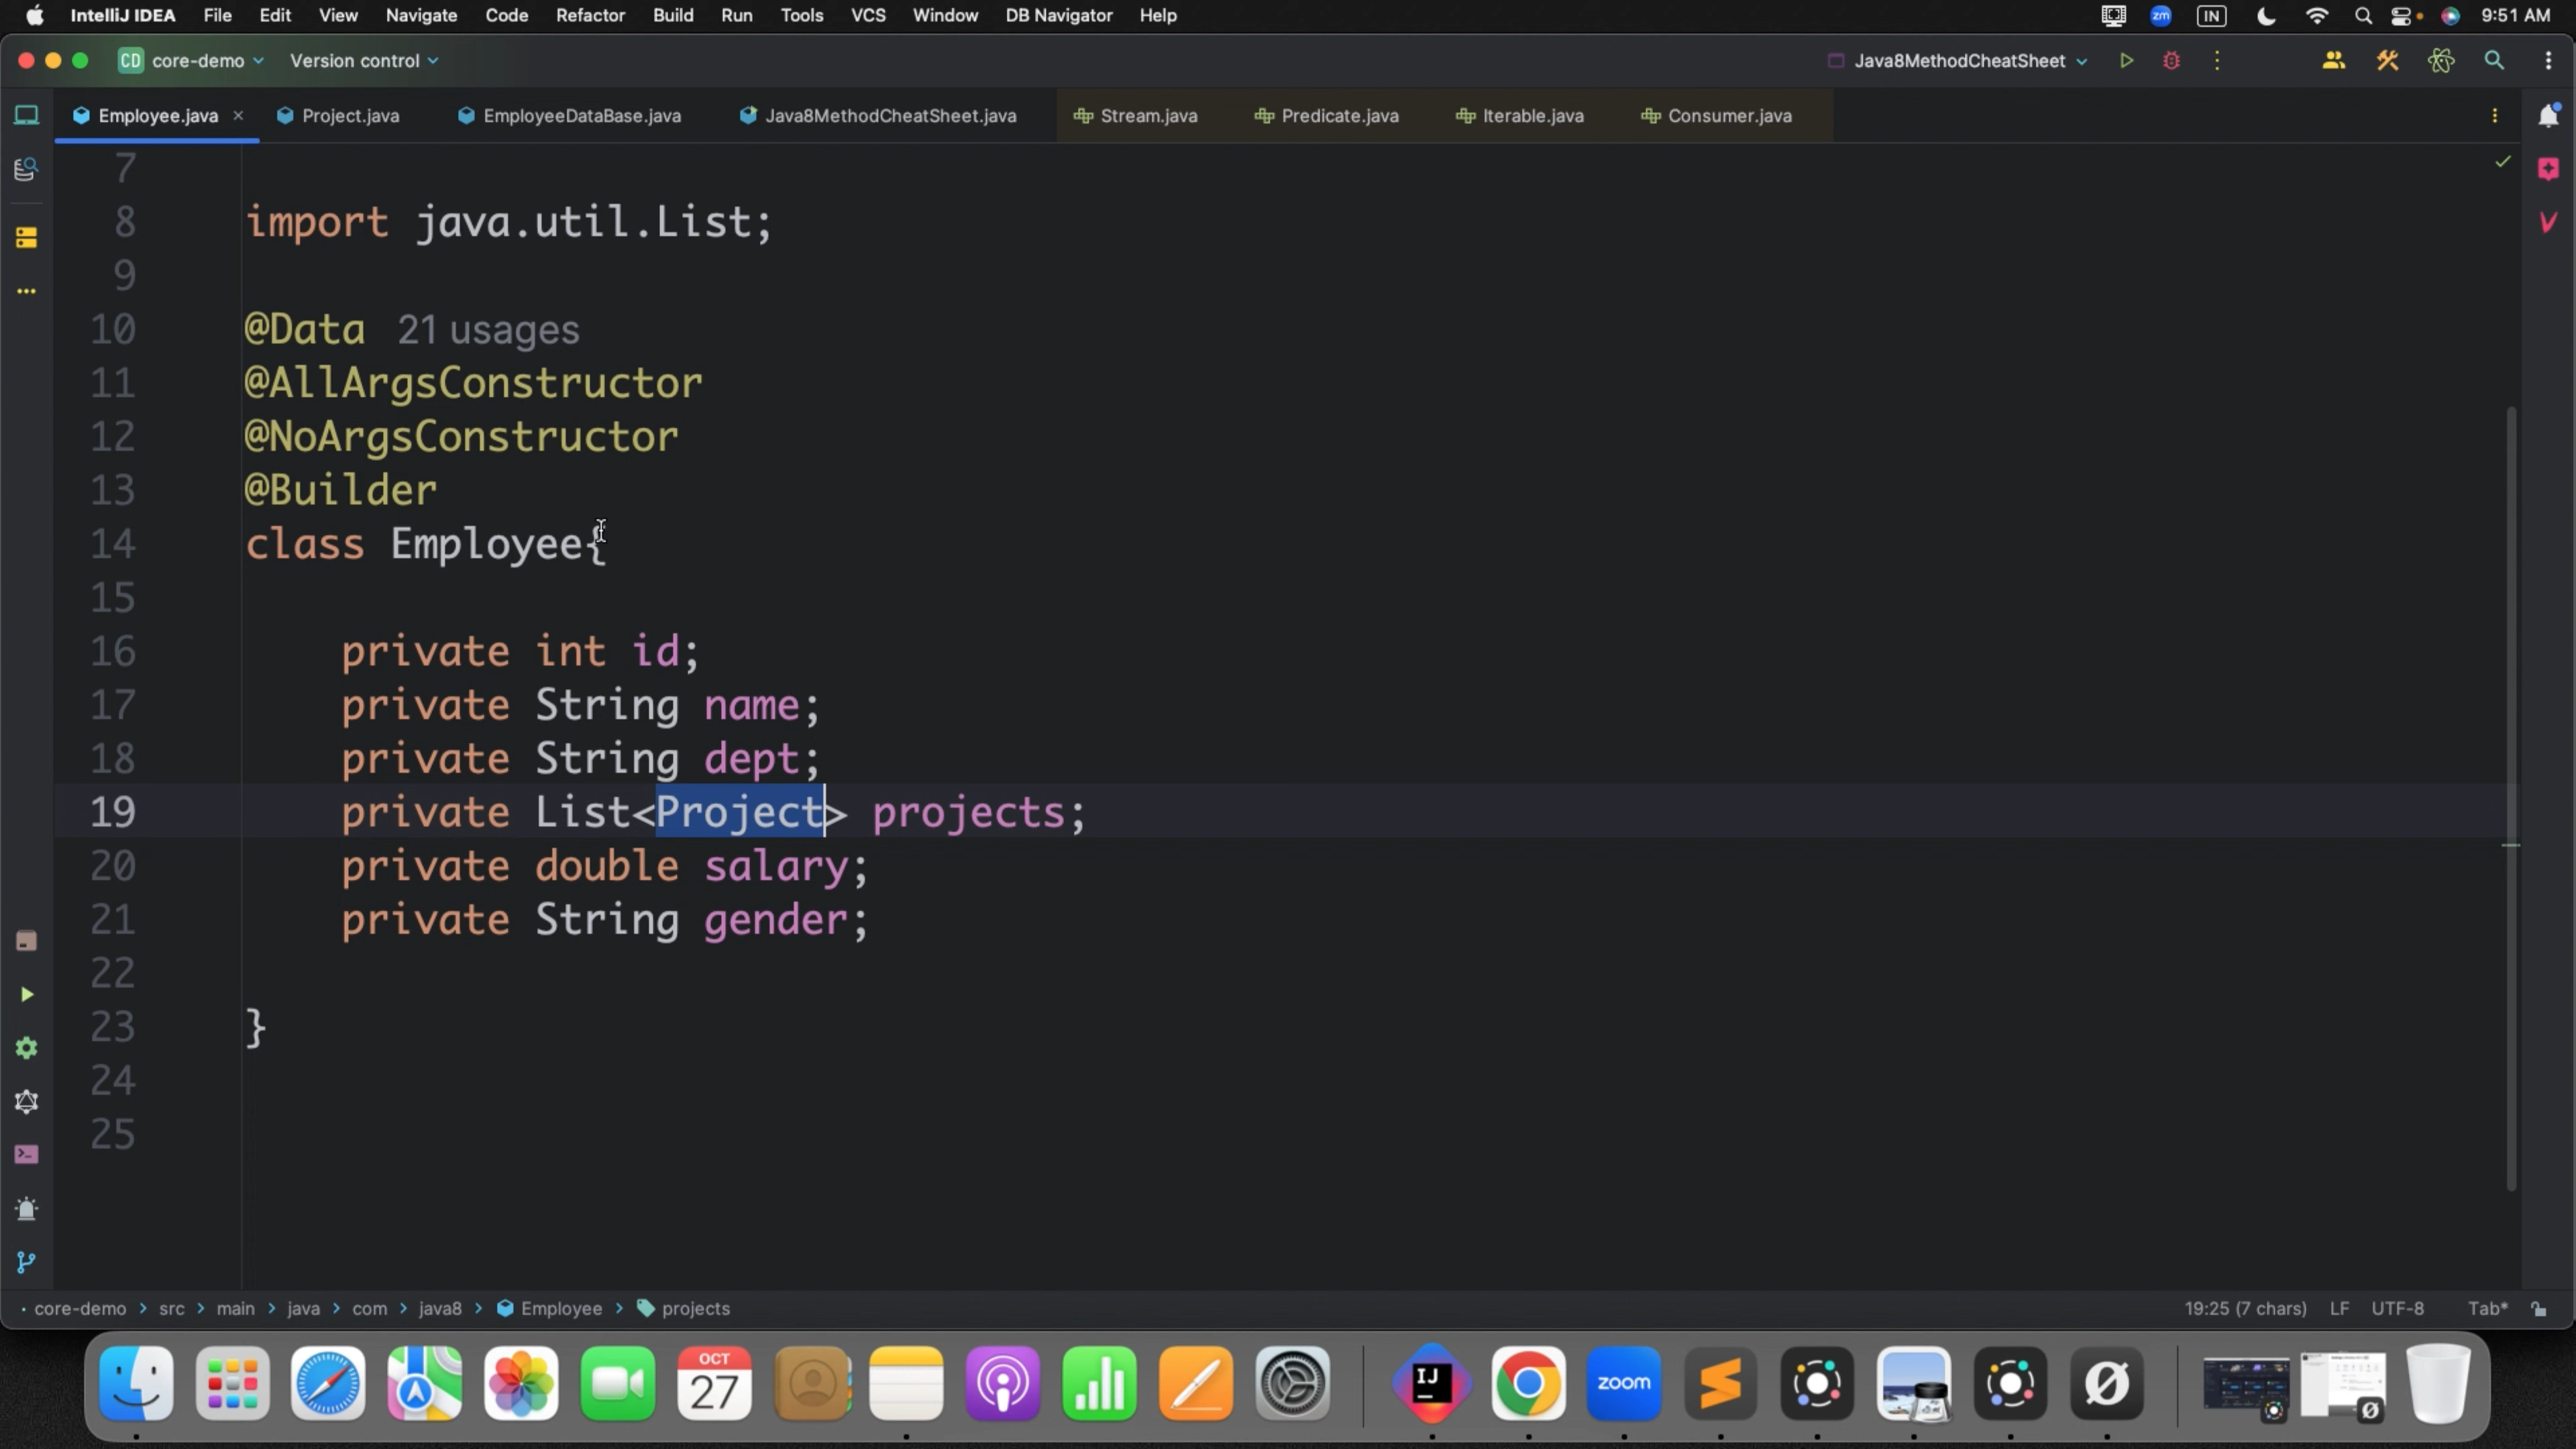 IntelliJ IDEA File Edit View Navigate Code Refactor Build Run Tools VCS Window DB Navigator Help zm IN 9:51 AM
CD core-demo Version control Java8MethodCheatSheet
Employee.java Project.java EmployeeDataBase.java Java8MethodCheatSheet.java Stream.java Predicate.java Iterable.java Consumer.java
7
8 import java.util.List;
9
10 @Data 21 usages
11 @AllArgsConstructor
12 @NoArgsConstructor
13 @Builder
14 class Employee{
15
16 private int id;
17 private String name;
18 private String dept;
19 private List<Project> projects;
20 private double salary;
21 private String gender;
22
23 }
24
25
core-demo > src > main > java > com > java8 > Employee > projects 19:25 (7 chars) LF UTF-8 Tab*
OCT
27
IJ
zoom